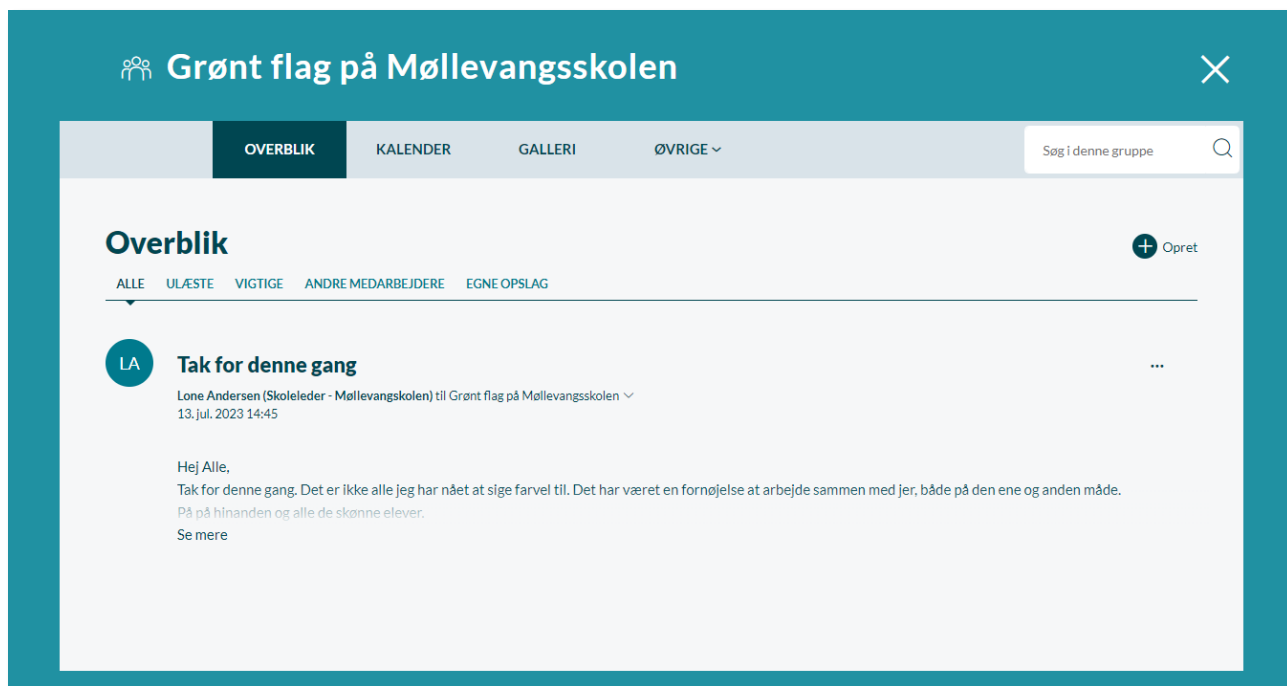 Grønt flag på Møllevangsskolen
OVERBLIK KALENDER GALLERI ØVRIGE Søg i denne gruppe
Overblik
Opret
ALLE ULÆSTE VIGTIGE ANDRE MEDARBEJDERE EGNE OPSLAG
LA
Tak for denne gang
...
Lone Andersen (Skoleleder - Møllevangskolen) til Grønt flag på Møllevangsskolen
13. jul. 2023 14:45
Hej Alle,
Tak for denne gang. Det er ikke alle jeg har nået at sige farvel til. Det har været en fornøjelse at arbejde sammen med jer, både på den ene og anden måde.
På på hinanden og alle de skønne elever.
Se mere